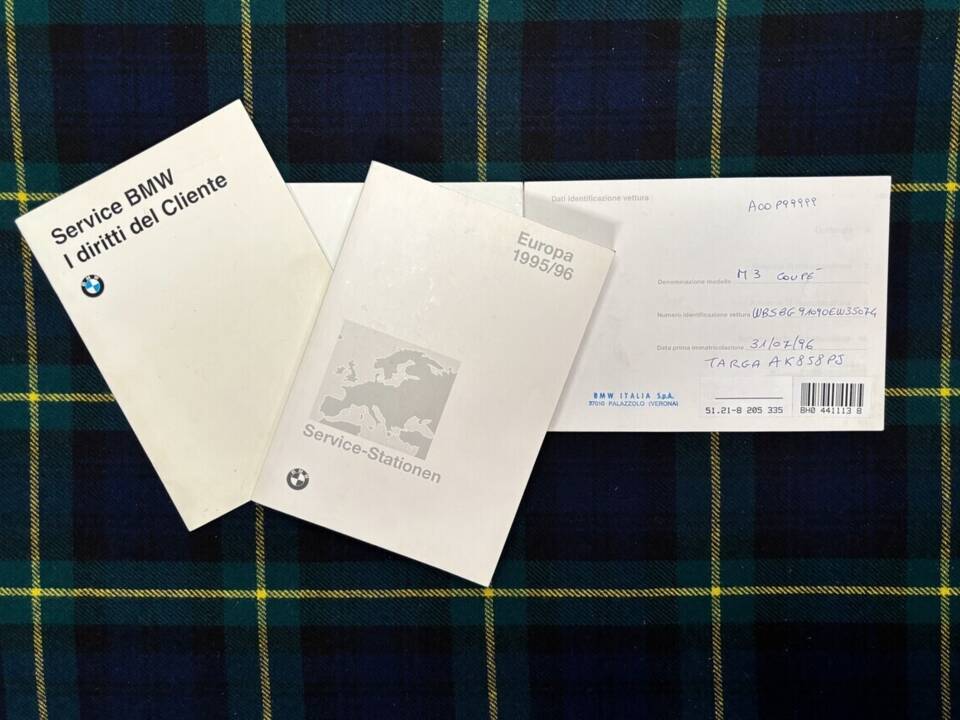 Service BMW
I diritti del Cliente
Europa
1995/96
Service-Stationen
Dati identificazione vettura
A00P99999
Denominazione modello M3 COUPÉ
Numero identificazione vettura WBSBG91090EW35074
Data prima immatricolazione 31/07/96
TARGA AK858PJ
BMW ITALIA S.p.A.
37010 - PALAZZOLO (VERONA)
51.21-8 205 335
BH0 441113 8